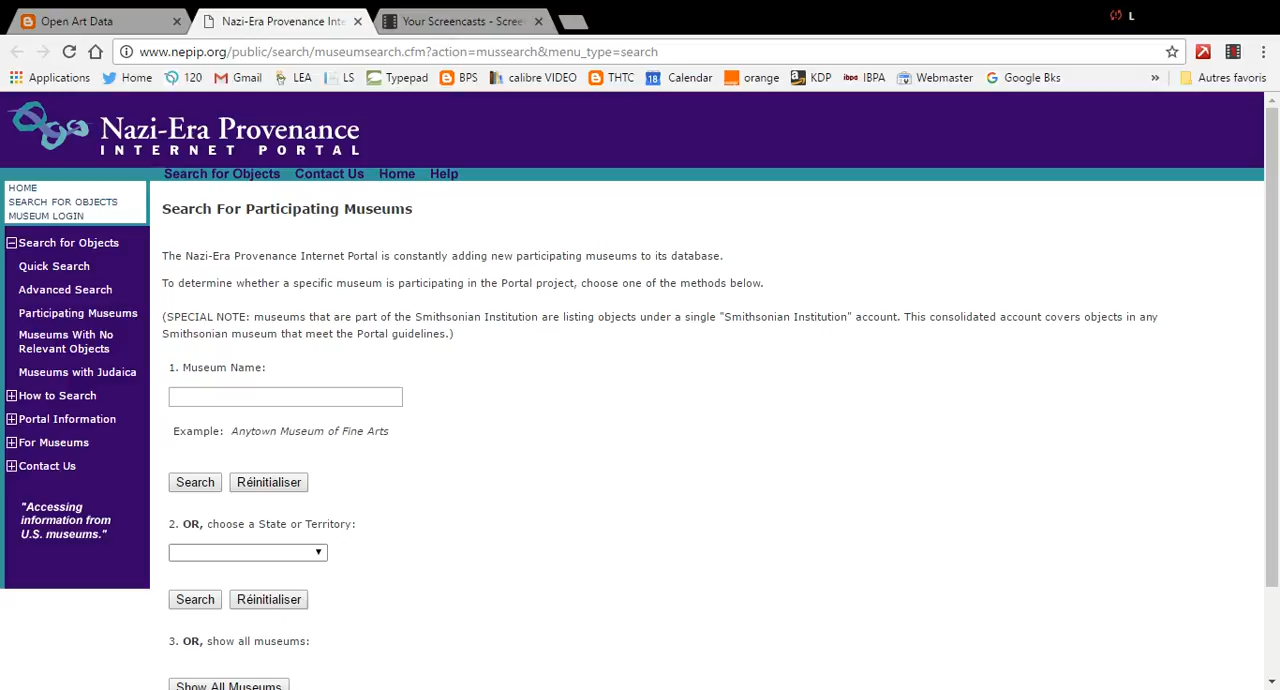 Open Art Data
Nazi-Era Provenance Inte
Your Screencasts - Scree
L
www.nepip.org/public/search/museumsearch.cfm?action=mussearch&menu_type=search
Applications Home 120 Gmail LEA LS Typepad BPS calibre VIDEO THTC 18 Calendar orange KDP ibpa IBPA Webmaster Google Bks » Autres favoris
Nazi-Era Provenance
INTERNET PORTAL
Search for Objects Contact Us Home Help
HOME
SEARCH FOR OBJECTS
MUSEUM LOGIN
Search for Objects
Quick Search
Advanced Search
Participating Museums
Museums With No
Relevant Objects
Museums with Judaica
How to Search
Portal Information
For Museums
Contact Us
"Accessing
information from
U.S. museums."
Search For Participating Museums
The Nazi-Era Provenance Internet Portal is constantly adding new participating museums to its database.
To determine whether a specific museum is participating in the Portal project, choose one of the methods below.
(SPECIAL NOTE: museums that are part of the Smithsonian Institution are listing objects under a single "Smithsonian Institution" account. This consolidated account covers objects in any
Smithsonian museum that meet the Portal guidelines.)
1. Museum Name:
Example: Anytown Museum of Fine Arts
Search Réinitialiser
2. OR, choose a State or Territory:
Search Réinitialiser
3. OR, show all museums:
Show All Museums